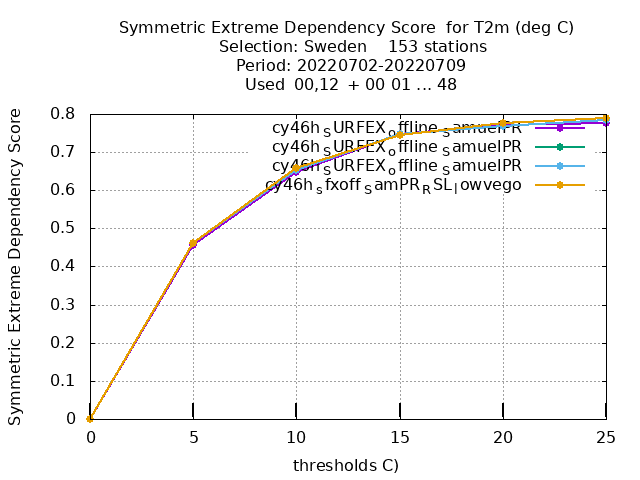 Symmetric Extreme Dependency Score for T2m (deg C)
Selection: Sweden 153 stations
Period: 20220702-20220709
Used 00,12 + 00 01 ... 48
Symmetric Extreme Dependency Score
0.8
0.7
0.6
0.5
0.4
0.3
0.2
0.1
0
cy46h_SURFEX_offline_SamuelPR
cy46h_SURFEX_offline_SamuelPR
cy46h_SURFEX_offline_SamuelPR
cy46h_sfxoff_SamPR_RSL_lowvego
0 5 10 15 20 25
thresholds C)